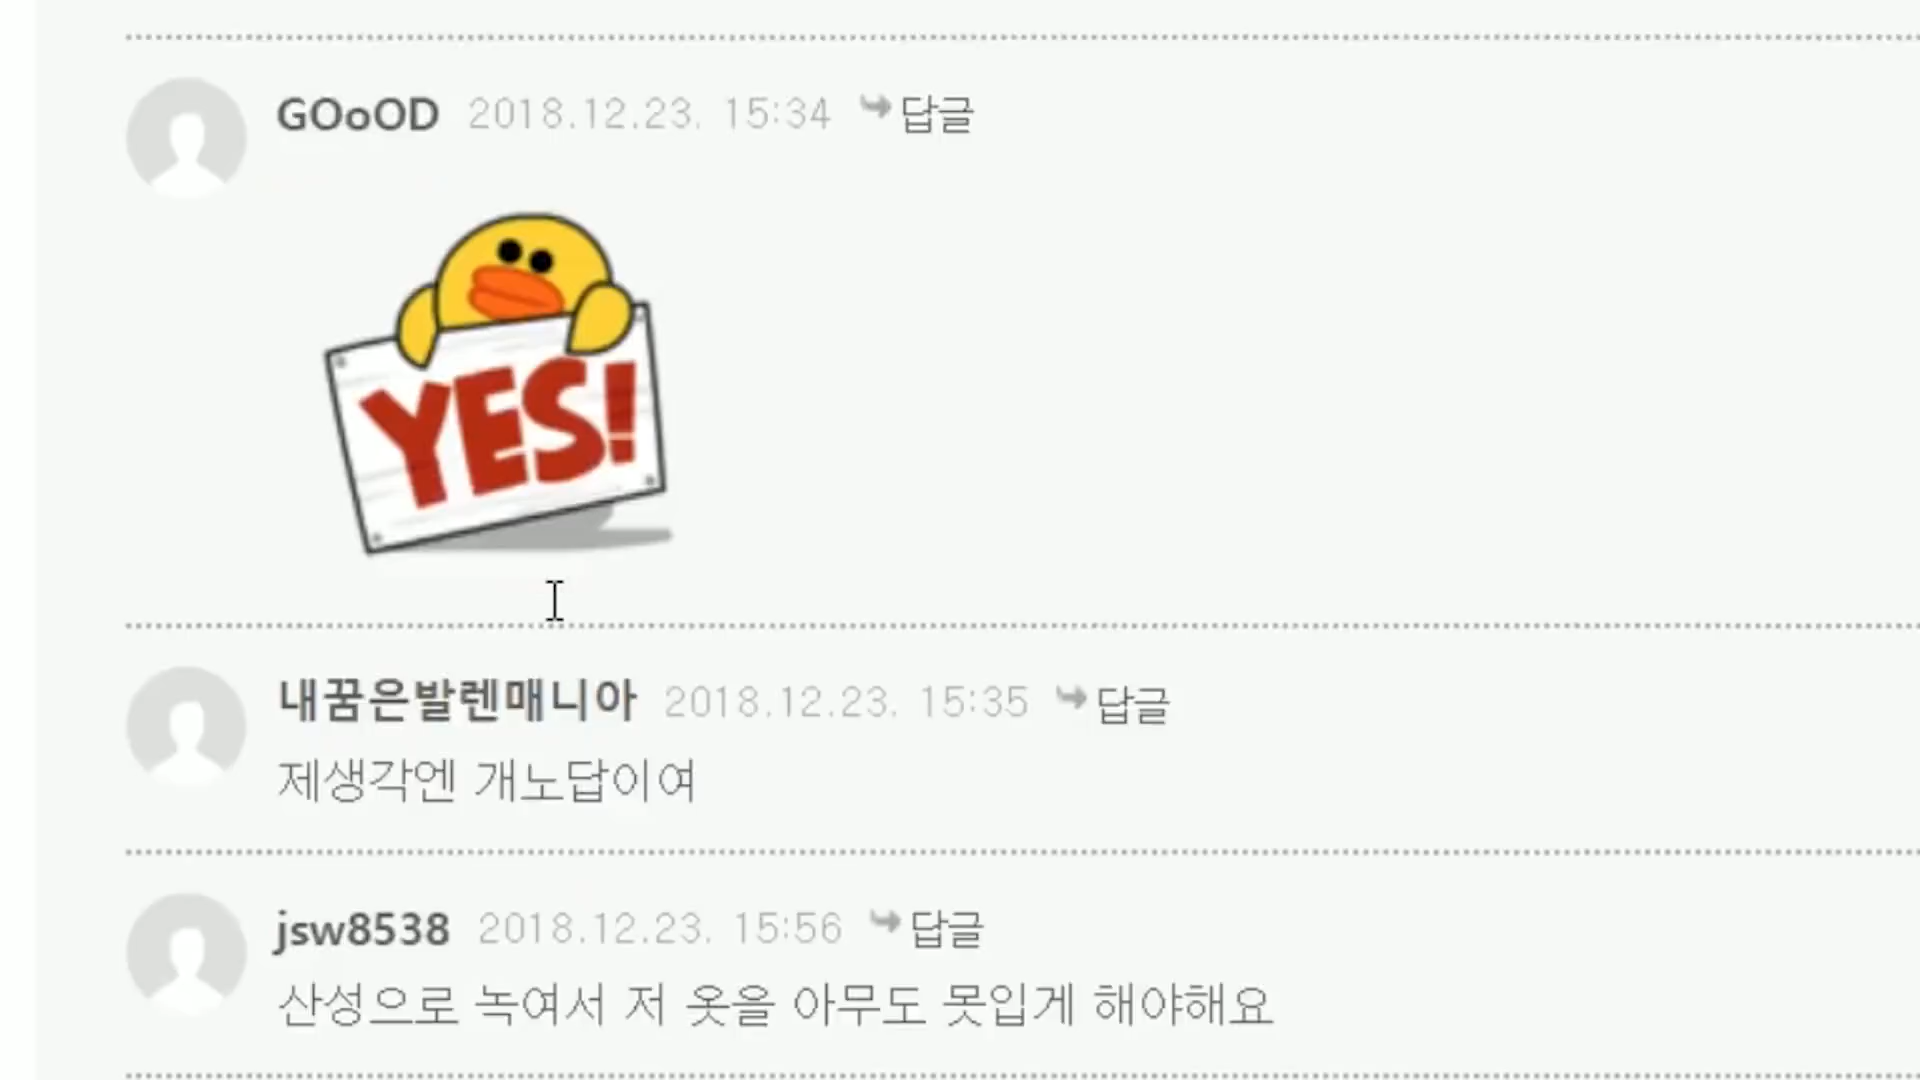 GOoOD 2018.12.23. 15:34 답글
YES!
내꿈은발렌매니아 2018.12.23. 15:35 답글
제생각엔 개노답이여
jsw8538 2018.12.23. 15:56 답글
산성으로 녹여서 저 옷을 아무도 못입게 해야해요